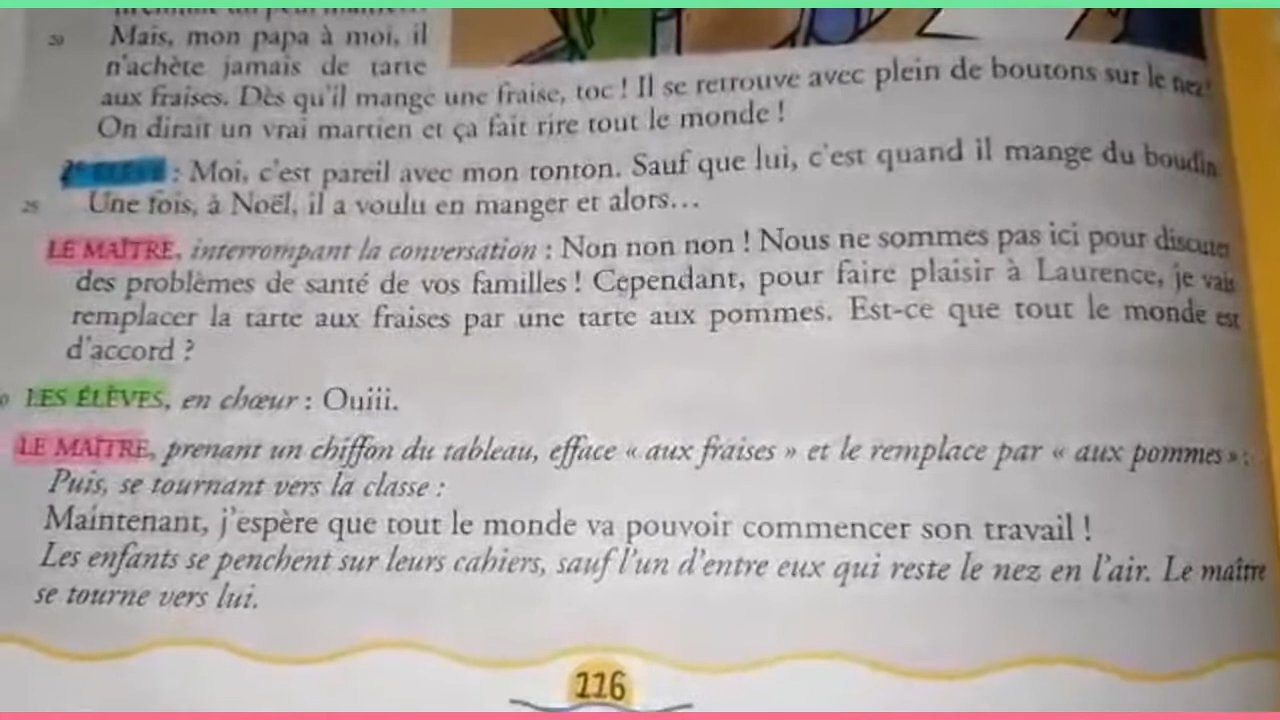 20 Mais, mon papa à moi, il
n'achète jamais de tarte
aux fraises. Dès qu'il mange une fraise, toc ! Il se retrouve avec plein de boutons sur le nez !
On dirait un vrai martien et ça fait rire tout le monde !
2e ÉLÈVE : Moi, c'est pareil avec mon tonton. Sauf que lui, c'est quand il mange du boudin.
25 Une fois, à Noël, il a voulu en manger et alors…
LE MAÎTRE, interrompant la conversation : Non non non ! Nous ne sommes pas ici pour discuter
des problèmes de santé de vos familles ! Cependant, pour faire plaisir à Laurence, je vais
remplacer la tarte aux fraises par une tarte aux pommes. Est-ce que tout le monde est
d'accord ?
LES ÉLÈVES, en chœur : Ouiii.
LE MAÎTRE, prenant un chiffon du tableau, efface « aux fraises » et le remplace par « aux pommes » :
Puis, se tournant vers la classe :
Maintenant, j'espère que tout le monde va pouvoir commencer son travail !
Les enfants se penchent sur leurs cahiers, sauf l'un d'entre eux qui reste le nez en l'air. Le maître
se tourne vers lui.
116